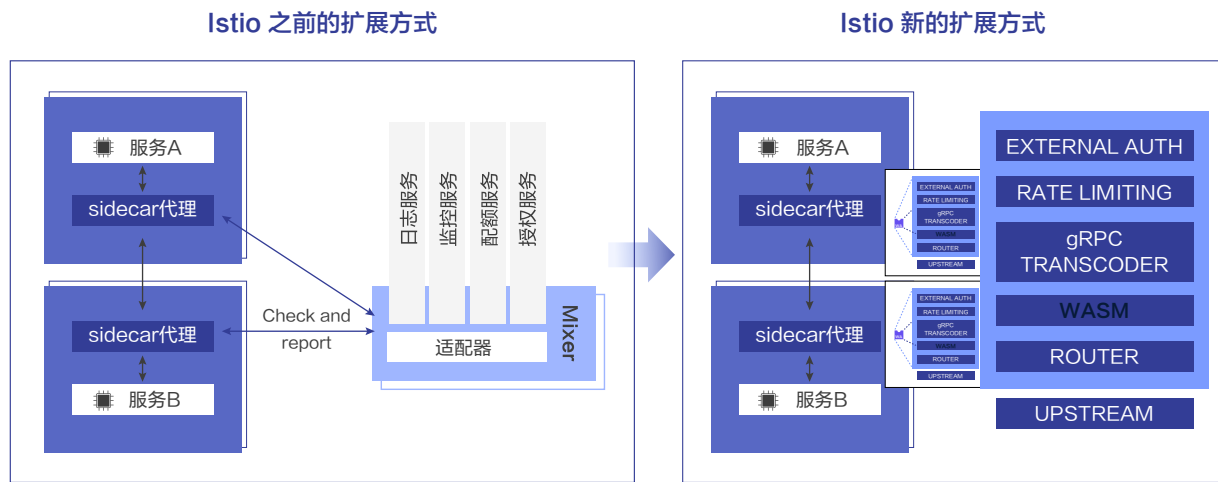 Istio 之前的扩展方式
服务A
sidecar代理
sidecar代理
服务B
Check and
report
日志服务
监控服务
配额服务
授权服务
适配器
Mixer
Istio 新的扩展方式
服务A
sidecar代理
sidecar代理
服务B
EXTERNAL AUTH
RATE LIMITING
gRPC
TRANSCODER
WASM
ROUTER
UPSTREAM
EXTERNAL AUTH
RATE LIMITING
gRPC
TRANSCODER
WASM
ROUTER
UPSTREAM
EXTERNAL AUTH
RATE LIMITING
gRPC
TRANSCODER
WASM
ROUTER
UPSTREAM